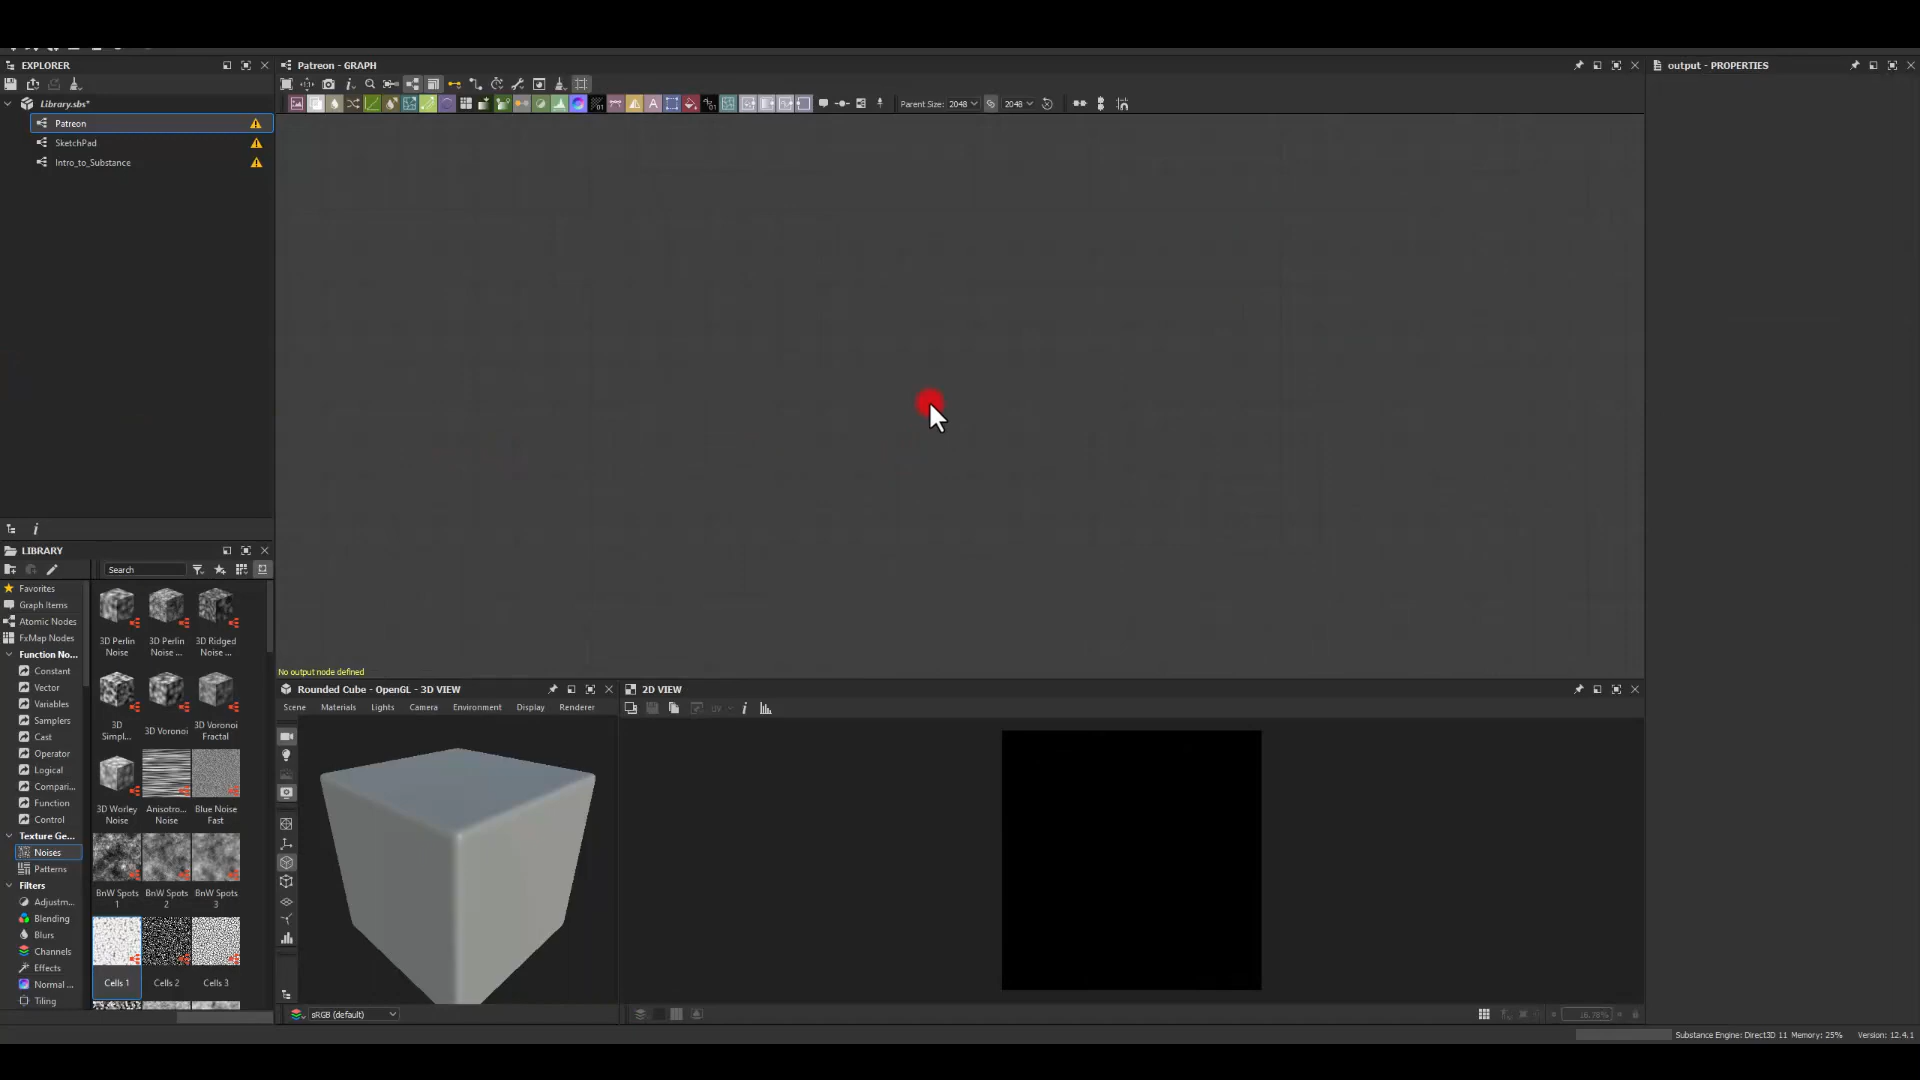 EXPLORER
Library.sbs*
Patreon
SketchPad
Intro_to_Substance
Patreon - GRAPH
Parent Size: 2048
2048
No output node defined
output - PROPERTIES
LIBRARY
Search
Favorites
Graph Items
Atomic Nodes
FxMap Nodes
Function No...
Constant
Vector
Variables
Samplers
Cast
Operator
Logical
Compari...
Function
Control
Texture Ge...
Noises
Patterns
Filters
Adjustm...
Blending
Blurs
Channels
Effects
Normal ...
Tiling
3D Perlin Noise
3D Perlin Noise ...
3D Ridged Noise ...
3D Simpl...
3D Voronoi
3D Voronoi Fractal
3D Worley Noise
Anisotro... Noise
Blue Noise Fast
BnW Spots 1
BnW Spots 2
BnW Spots 3
Cells 1
Cells 2
Cells 3
Rounded Cube - OpenGL - 3D VIEW
Scene Materials Lights Camera Environment Display Renderer
sRGB (default)
2D VIEW
UV
16.78%
Substance Engine: Direct3D 11 Memory: 25% Version: 12.4.1